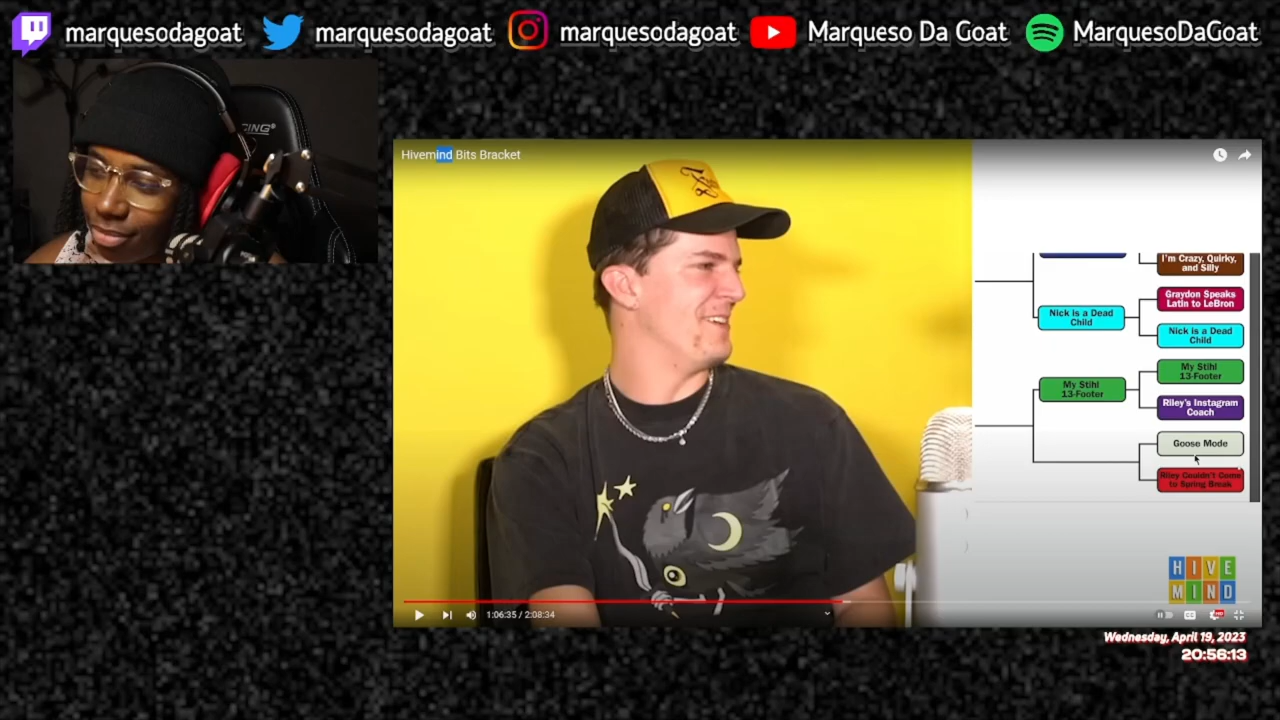 marquesodagoat
marquesodagoat
marquesodagoat
Marqueso Da Goat
MarquesoDaGoat
CING
Hivemind Bits Bracket
I'm Crazy, Quirky,
and Silly
Graydon Speaks
Latin to LeBron
Nick is a Dead
Child
Nick is a Dead
Child
My Stihl
13-Footer
My Stihl
13-Footer
Riley's Instagram
Coach
Goose Mode
Riley Couldn't Come
to Spring Break
HIVE
MIND
1:06:35 / 2:08:34
Wednesday, April 19, 2023
20:56:13